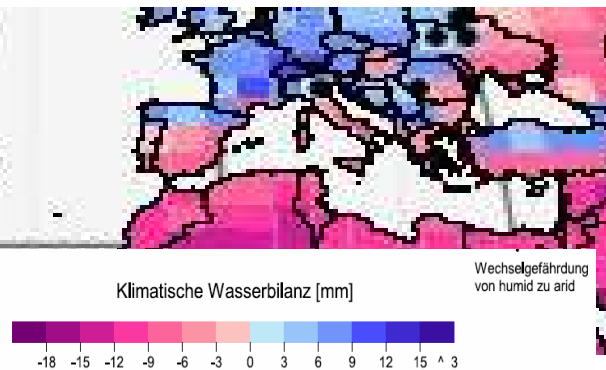 Wechselgefährdung
von humid zu arid
Klimatische Wasserbilanz [mm]
-18 -15 -12 -9 -6 -3 0 3 6 9 12 15 ^ 3